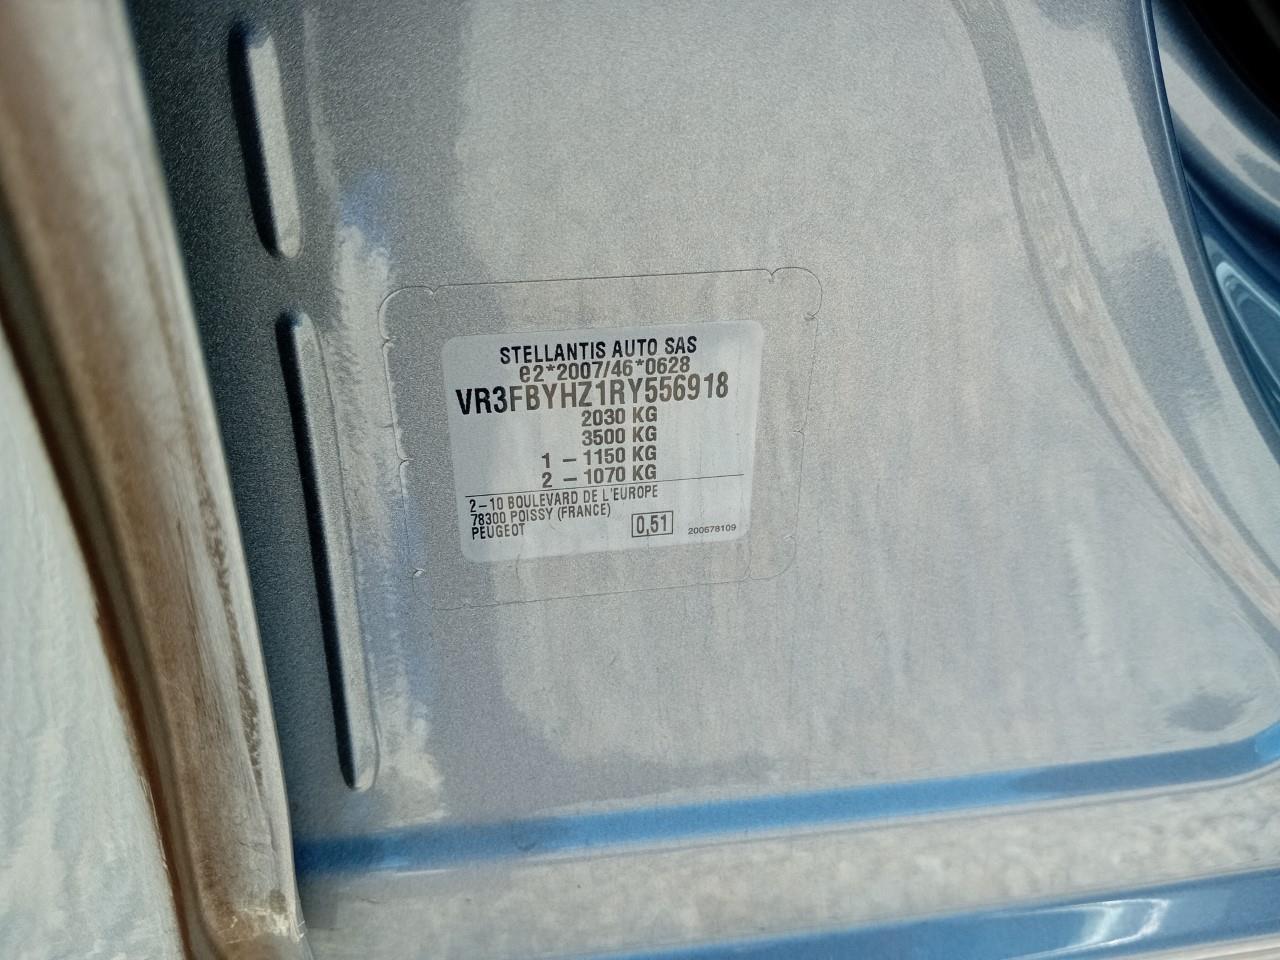 STELLANTIS AUTO SAS
e2*2007/46*0628
VR3FBYHZ1RY556918
2030 KG
3500 KG
1 – 1150 KG
2 – 1070 KG
2–10 BOULEVARD DE L'EUROPE
78300 POISSY (FRANCE)
PEUGEOT
0,51
200678109